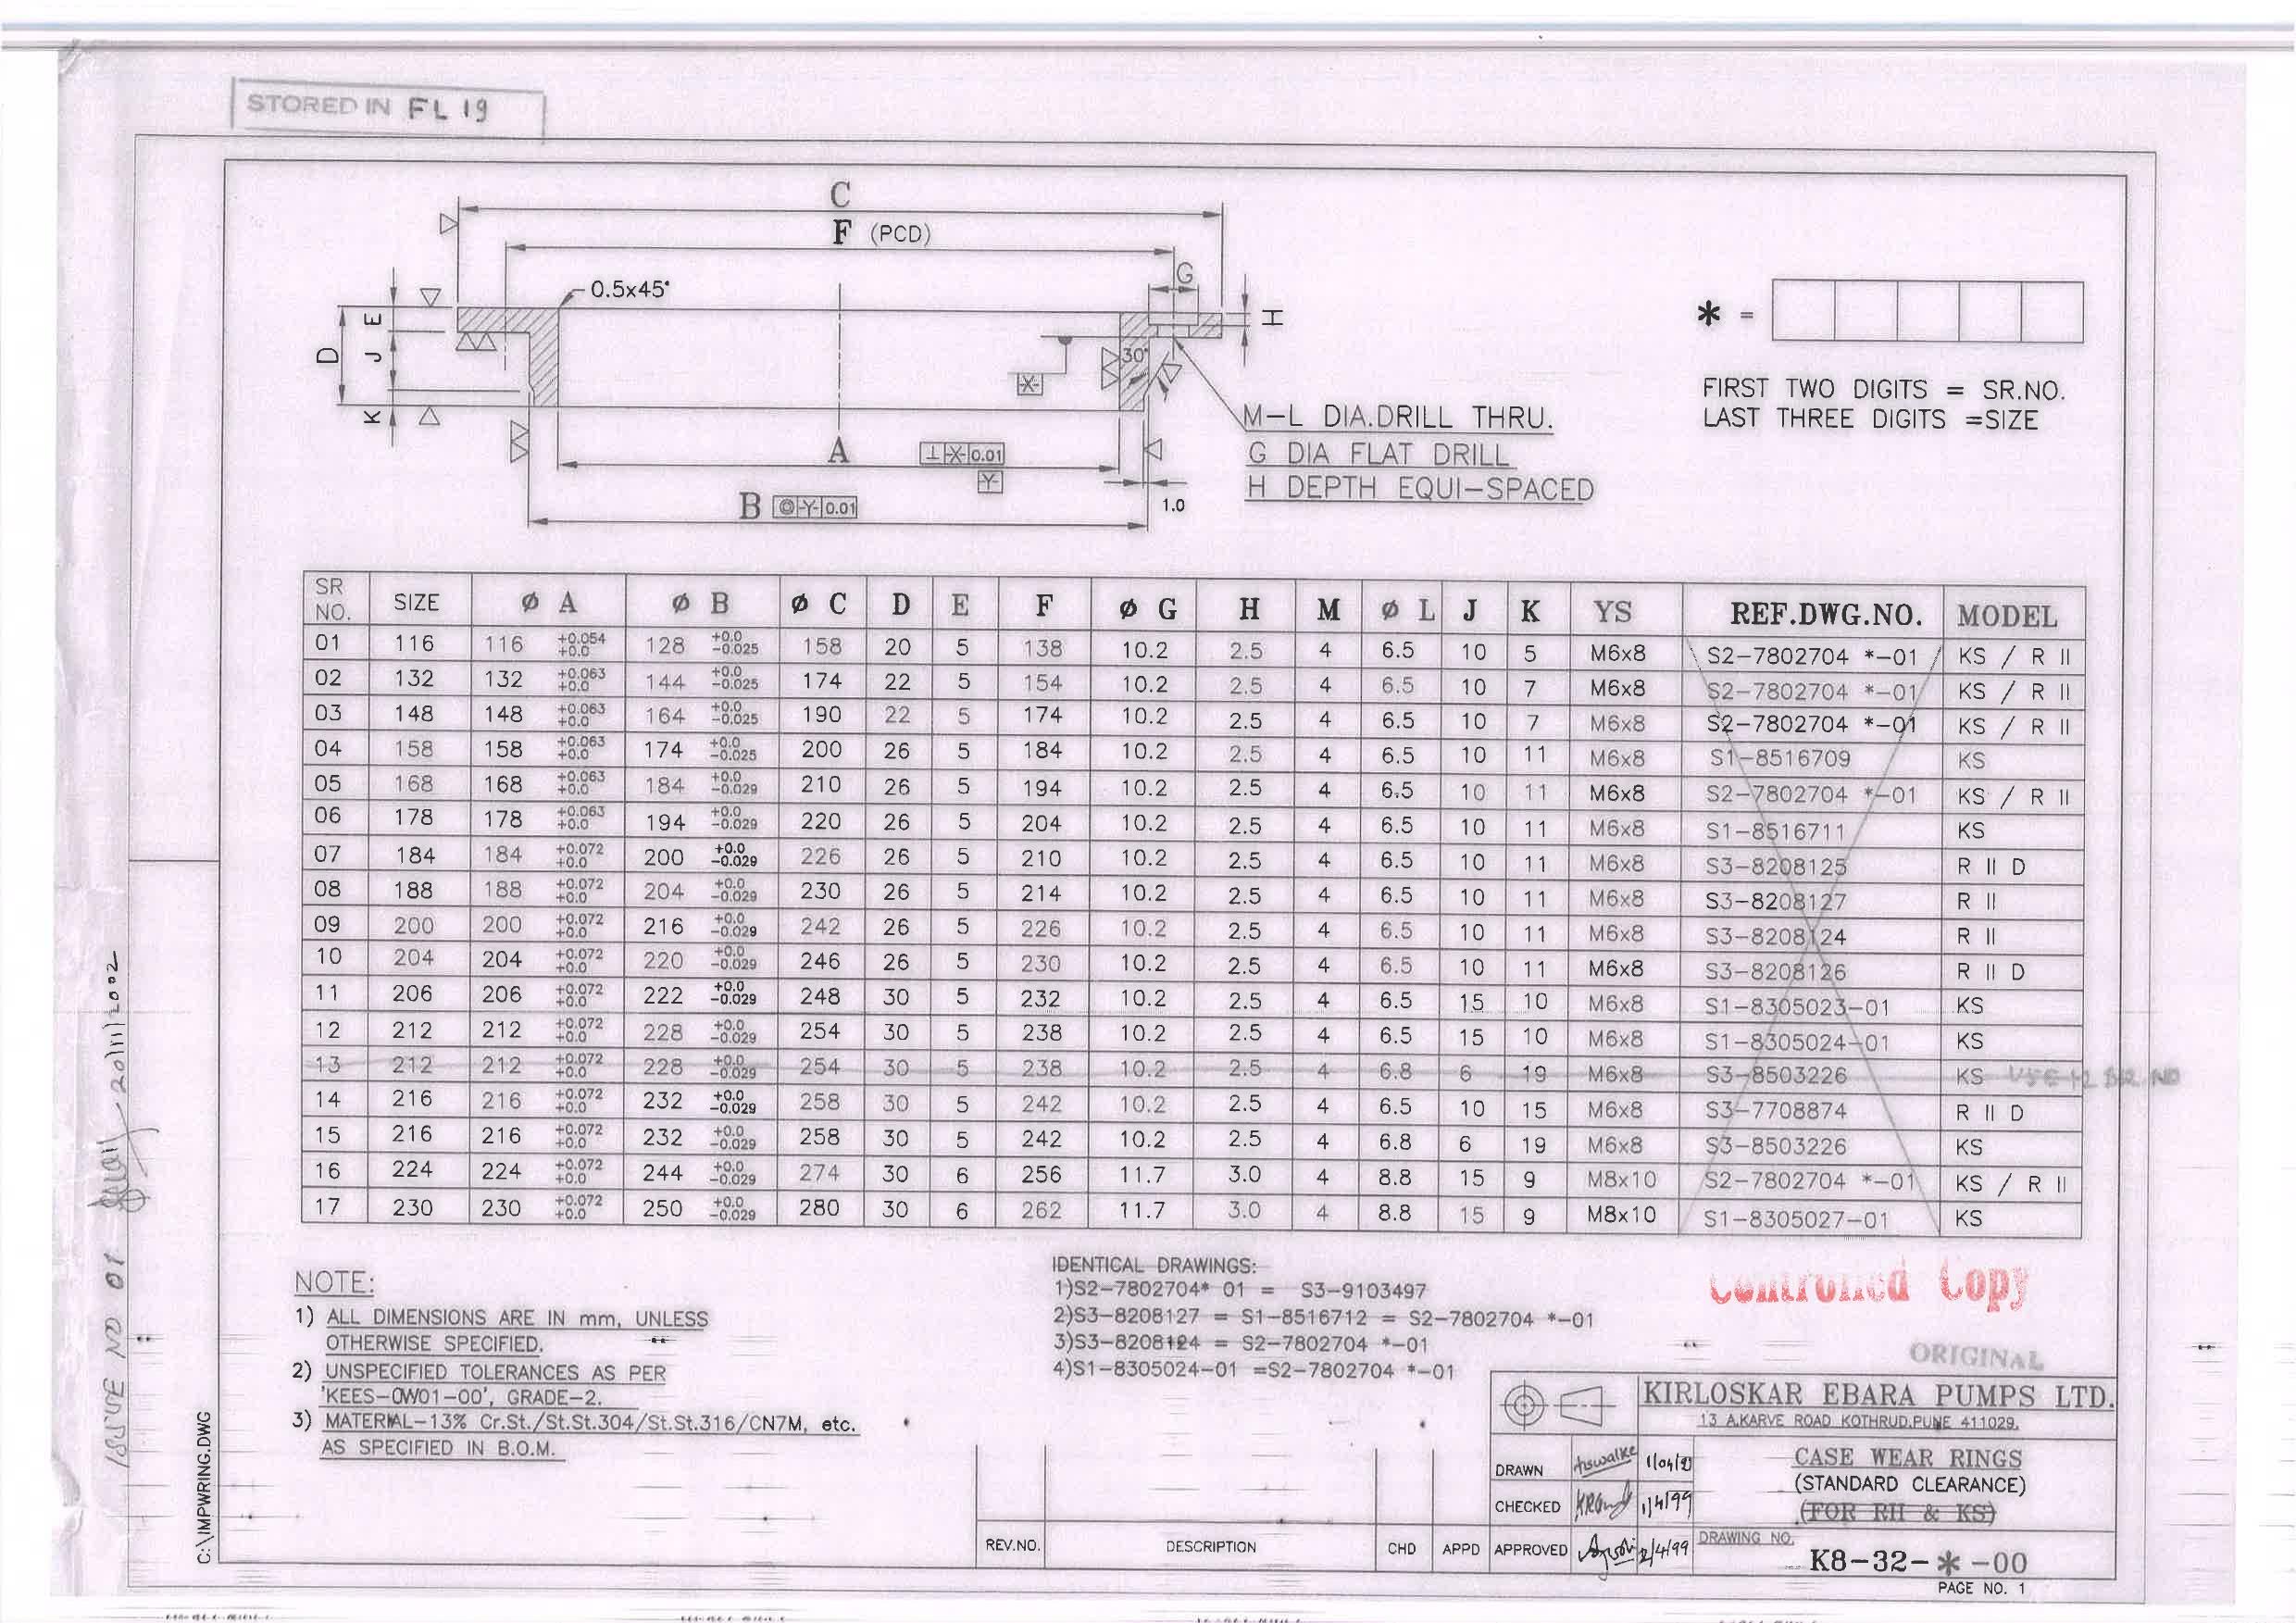 STORED IN FL 19
C
F (PCD)
G
0.5x45°
H
E
D
J
K
30°
-X-
* =
FIRST TWO DIGITS = SR.NO.
LAST THREE DIGITS =SIZE
M-L DIA.DRILL THRU.
G DIA FLAT DRILL
H DEPTH EQUI-SPACED
A ⊥ -X- 0.01
-Y-
B ◎ -Y- 0.01
1.0
SR NO. SIZE Ø A Ø B Ø C D E F Ø G H M Ø L J K YS REF.DWG.NO. MODEL
01 116 116 +0.054 +0.0 128 +0.0 -0.025 158 20 5 138 10.2 2.5 4 6.5 10 5 M6x8 S2-7802704 *-01 KS / R II
02 132 132 +0.063 +0.0 144 +0.0 -0.025 174 22 5 154 10.2 2.5 4 6.5 10 7 M6x8 S2-7802704 *-01 KS / R II
03 148 148 +0.063 +0.0 164 +0.0 -0.025 190 22 5 174 10.2 2.5 4 6.5 10 7 M6x8 S2-7802704 *-01 KS / R II
04 158 158 +0.063 +0.0 174 +0.0 -0.025 200 26 5 184 10.2 2.5 4 6.5 10 11 M6x8 S1-8516709 KS
05 168 168 +0.063 +0.0 184 +0.0 -0.029 210 26 5 194 10.2 2.5 4 6.5 10 11 M6x8 S2-7802704 *-01 KS / R II
06 178 178 +0.063 +0.0 194 +0.0 -0.029 220 26 5 204 10.2 2.5 4 6.5 10 11 M6x8 S1-8516711 KS
07 184 184 +0.072 +0.0 200 +0.0 -0.029 226 26 5 210 10.2 2.5 4 6.5 10 11 M6x8 S3-8208125 R II D
08 188 188 +0.072 +0.0 204 +0.0 -0.029 230 26 5 214 10.2 2.5 4 6.5 10 11 M6x8 S3-8208127 R II
09 200 200 +0.072 +0.0 216 +0.0 -0.029 242 26 5 226 10.2 2.5 4 6.5 10 11 M6x8 S3-8208124 R II
10 204 204 +0.072 +0.0 220 +0.0 -0.029 246 26 5 230 10.2 2.5 4 6.5 10 11 M6x8 S3-8208126 R II D
11 206 206 +0.072 +0.0 222 +0.0 -0.029 248 30 5 232 10.2 2.5 4 6.5 15 10 M6x8 S1-8305023-01 KS
12 212 212 +0.072 +0.0 228 +0.0 -0.029 254 30 5 238 10.2 2.5 4 6.5 15 10 M6x8 S1-8305024-01 KS
13 212 212 +0.072 +0.0 228 +0.0 -0.029 254 30 5 238 10.2 2.5 4 6.8 6 19 M6x8 S3-8503226 KS USE 12 SR NO
14 216 216 +0.072 +0.0 232 +0.0 -0.029 258 30 5 242 10.2 2.5 4 6.5 10 15 M6x8 S3-7708874 R II D
15 216 216 +0.072 +0.0 232 +0.0 -0.029 258 30 5 242 10.2 2.5 4 6.8 6 19 M6x8 S3-8503226 KS
16 224 224 +0.072 +0.0 244 +0.0 -0.029 274 30 6 256 11.7 3.0 4 8.8 15 9 M8x10 S2-7802704 *-01 KS / R II
17 230 230 +0.072 +0.0 250 +0.0 -0.029 280 30 6 262 11.7 3.0 4 8.8 15 9 M8x10 S1-8305027-01 KS
NOTE:
1) ALL DIMENSIONS ARE IN mm, UNLESS
OTHERWISE SPECIFIED.
2) UNSPECIFIED TOLERANCES AS PER
'KEES-0W01-00', GRADE-2.
3) MATERIAL-13% Cr.St./St.St.304/St.St.316/CN7M, etc.
AS SPECIFIED IN B.O.M.
IDENTICAL DRAWINGS:
1)S2-7802704* 01 = S3-9103497
2)S3-8208127 = S1-8516712 = S2-7802704 *-01
3)S3-8208124 = S2-7802704 *-01
4)S1-8305024-01 =S2-7802704 *-01
Controlled Copy
ORIGINAL
KIRLOSKAR EBARA PUMPS LTD.
13 A.KARVE ROAD KOTHRUD,PUNE 411029.
DRAWN
CHECKED 1/4/99
APPROVED 2/4/99
CASE WEAR RINGS
(STANDARD CLEARANCE)
(FOR RII & KS)
REV.NO. DESCRIPTION CHD APPD
DRAWING NO.
K8-32-*-00
PAGE NO. 1
C:\IMPWRING.DWG
ISSUE NO 01 20/11/2002